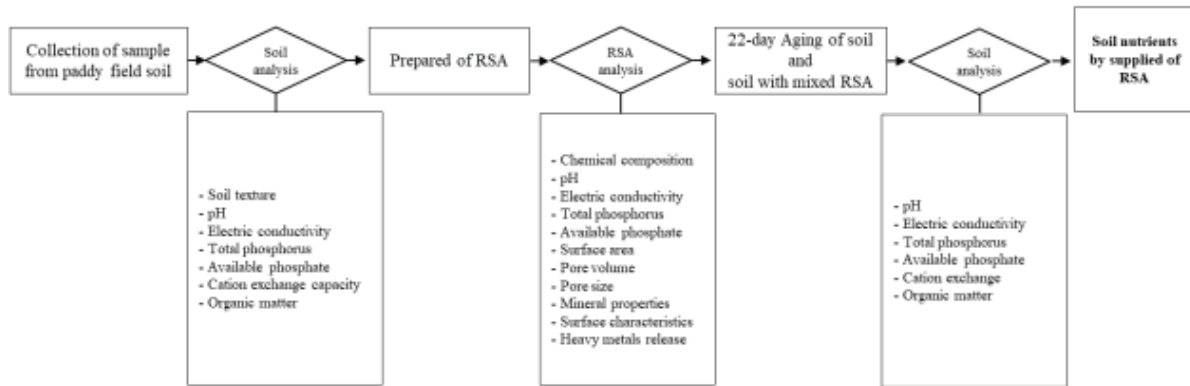 Collection of sample
from paddy field soil
Soil
analysis
Prepared of RSA
RSA
analysis
22-day Aging of soil
and
soil with mixed RSA
Soil
analysis
Soil nutrients
by supplied of
RSA
- Soil texture
- pH
- Electric conductivity
- Total phosphorus
- Available phosphate
- Cation exchange capacity
- Organic matter
- Chemical composition
- pH
- Electric conductivity
- Total phosphorus
- Available phosphate
- Surface area
- Pore volume
- Pore size
- Mineral properties
- Surface characteristics
- Heavy metals release
- pH
- Electric conductivity
- Total phosphorus
- Available phosphate
- Cation exchange
- Organic matter